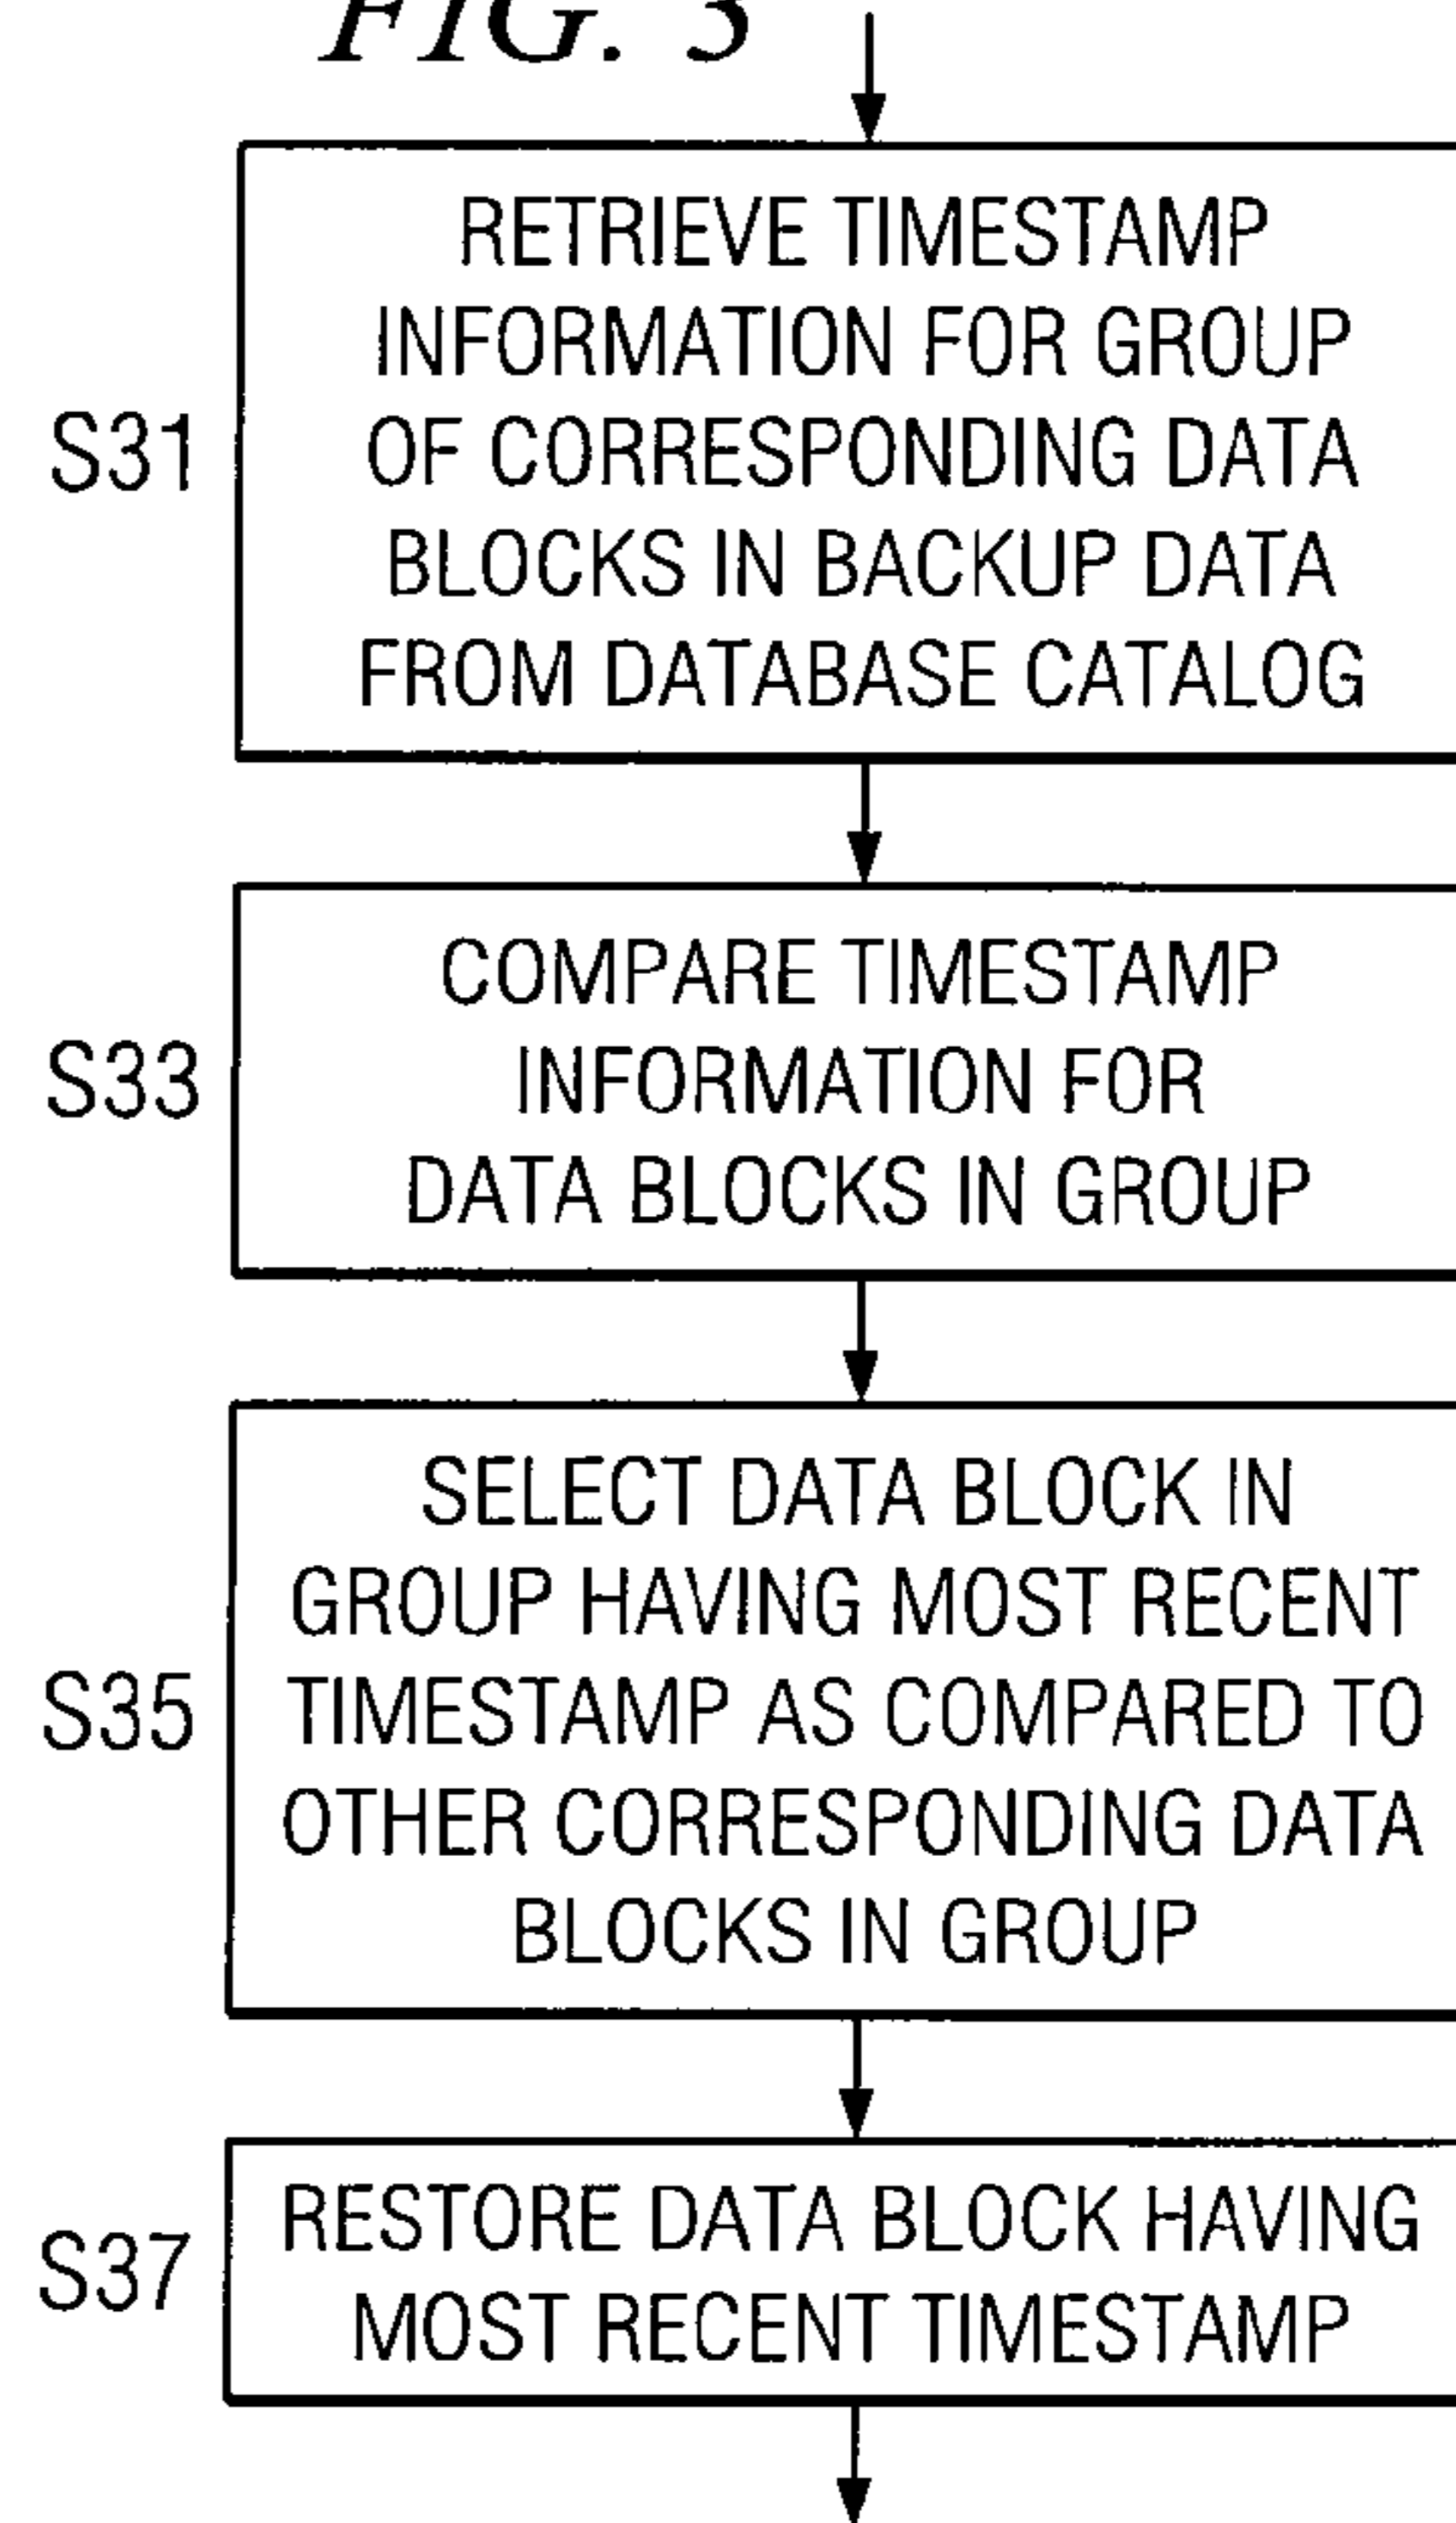 FIG. 3
RETRIEVE TIMESTAMP
INFORMATION FOR GROUP
S31
OF CORRESPONDING DATA
BLOCKS IN BACKUP DATA
FROM DATABASE CATALOG
COMPARE TIMESTAMP
S33
INFORMATION FOR
DATA BLOCKS IN GROUP
SELECT DATA BLOCK IN
GROUP HAVING MOST RECENT
S35
TIMESTAMP AS COMPARED TO
OTHER CORRESPONDING DATA
BLOCKS IN GROUP
S37
RESTORE DATA BLOCK HAVING
MOST RECENT TIMESTAMP